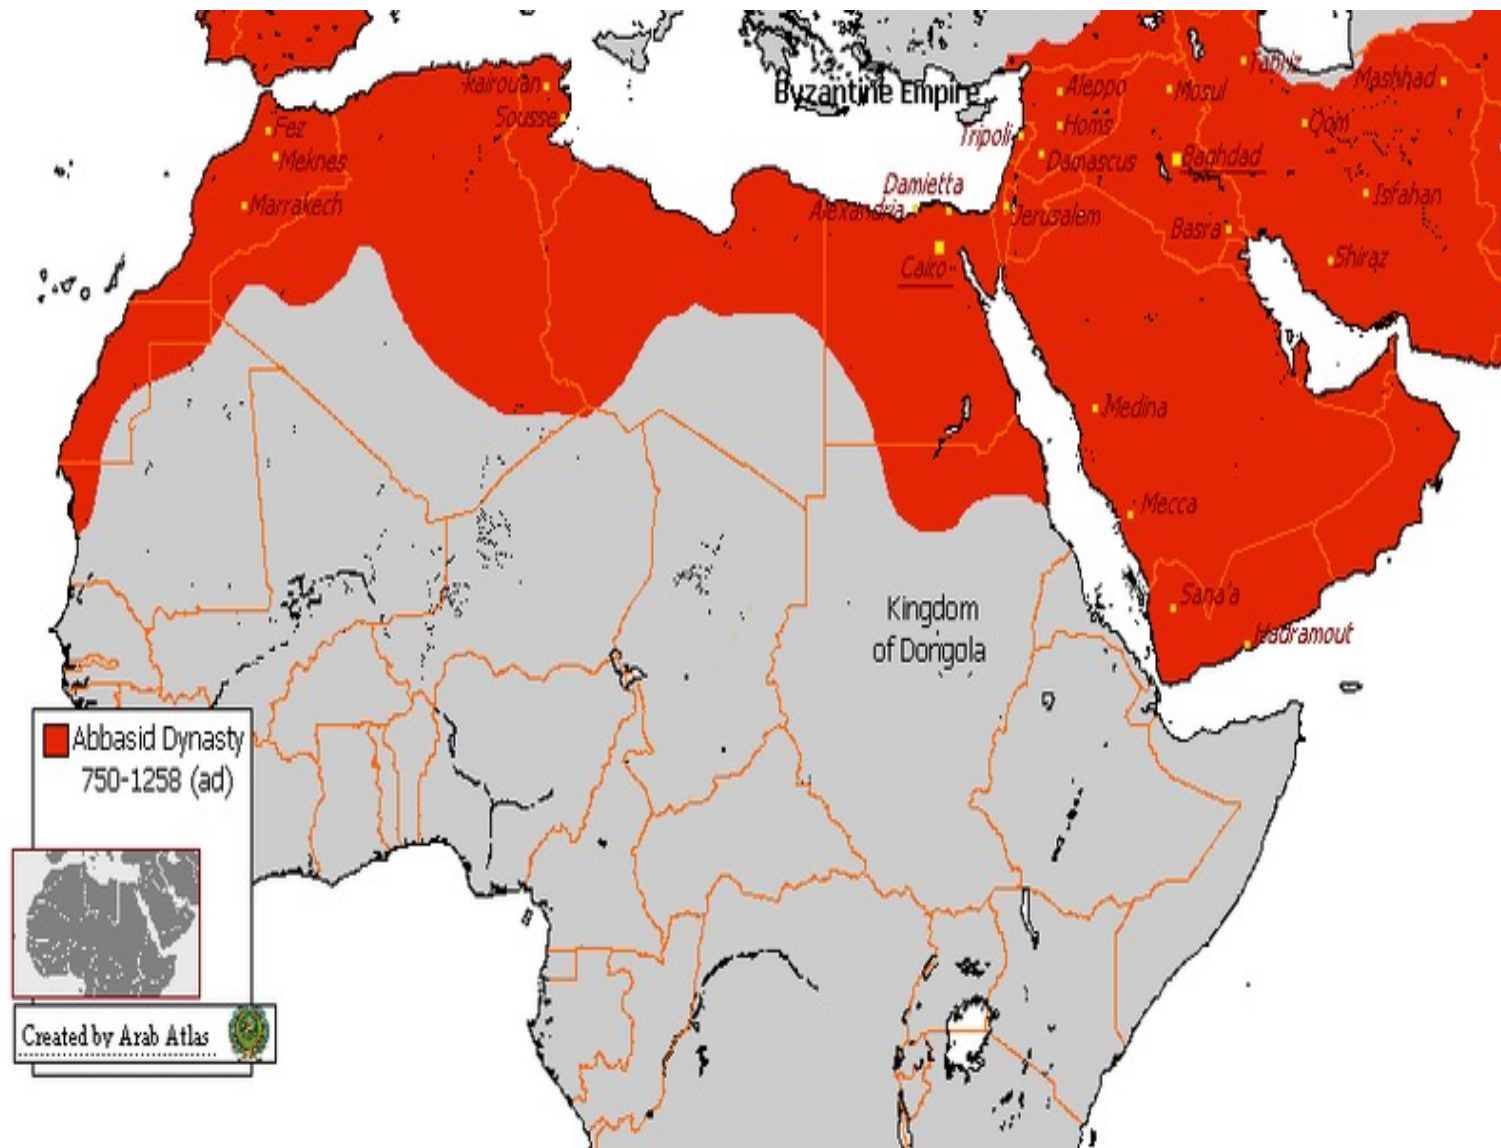 Tabriz
Mashhad
Kairouan
Aleppo
Mosul
Byzantine Empire
Sousse
Fez
Tripoli
Homs
Qom
Meknes
Damascus
Baghdad
Damietta
Marrakech
Alexandria
Jerusalem
Isfahan
Basra
Cairo
Shiraz
Medina
Mecca
Sana'a
Kingdom
of Dongola
Hadramout
Abbasid Dynasty
750-1258 (ad)
Created by Arab Atlas